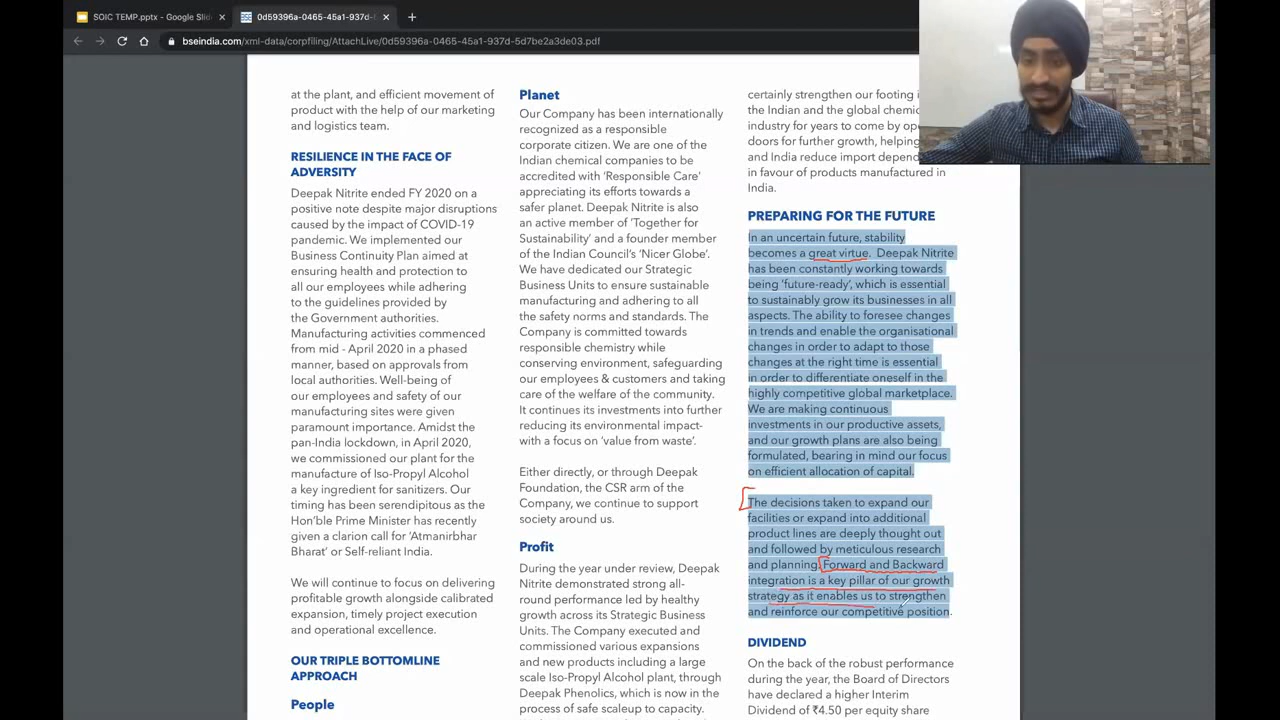 SOIC TEMP.pptx - Google Slid
0d59396a-0465-45a1-937d-
bseindia.com/xml-data/corpfiling/AttachLive/0d59396a-0465-45a1-937d-5d7be2a3de03.pdf
at the plant, and efficient movement of
product with the help of our marketing
and logistics team.
RESILIENCE IN THE FACE OF
ADVERSITY
Deepak Nitrite ended FY 2020 on a
positive note despite major disruptions
caused by the impact of COVID-19
pandemic. We implemented our
Business Continuity Plan aimed at
ensuring health and protection to
all our employees while adhering
to the guidelines provided by
the Government authorities.
Manufacturing activities commenced
from mid - April 2020 in a phased
manner, based on approvals from
local authorities. Well-being of
our employees and safety of our
manufacturing sites were given
paramount importance. Amidst the
pan-India lockdown, in April 2020,
we commissioned our plant for the
manufacture of Iso-Propyl Alcohol
a key ingredient for sanitizers. Our
timing has been serendipitous as the
Hon'ble Prime Minister has recently
given a clarion call for 'Atmanirbhar
Bharat' or Self-reliant India.
We will continue to focus on delivering
profitable growth alongside calibrated
expansion, timely project execution
and operational excellence.
OUR TRIPLE BOTTOMLINE
APPROACH
People
Planet
Our Company has been internationally
recognized as a responsible
corporate citizen. We are one of the
Indian chemical companies to be
accredited with 'Responsible Care'
appreciating its efforts towards a
safer planet. Deepak Nitrite is also
an active member of 'Together for
Sustainability' and a founder member
of the Indian Council's 'Nicer Globe'.
We have dedicated our Strategic
Business Units to ensure sustainable
manufacturing and adhering to all
the safety norms and standards. The
Company is committed towards
responsible chemistry while
conserving environment, safeguarding
our employees & customers and taking
care of the welfare of the community.
It continues its investments into further
reducing its environmental impact-
with a focus on 'value from waste'.
Either directly, or through Deepak
Foundation, the CSR arm of the
Company, we continue to support
society around us.
Profit
During the year under review, Deepak
Nitrite demonstrated strong all-
round performance led by healthy
growth across its Strategic Business
Units. The Company executed and
commissioned various expansions
and new products including a large
scale Iso-Propyl Alcohol plant, through
Deepak Phenolics, which is now in the
process of safe scaleup to capacity.
certainly strengthen our footing
the Indian and the global
industry for years to come by
doors for further growth, helping
and India reduce import
in favour of products manufactured in
India.
PREPARING FOR THE FUTURE
In an uncertain future, stability
becomes a great virtue. Deepak Nitrite
has been constantly working towards
being 'future-ready', which is essential
to sustainably grow its businesses in all
aspects. The ability to foresee changes
in trends and enable the organisational
changes in order to adapt to those
changes at the right time is essential
in order to differentiate oneself in the
highly competitive global marketplace.
We are making continuous
investments in our productive assets,
and our growth plans are also being
formulated, bearing in mind our focus
on efficient allocation of capital.
The decisions taken to expand our
facilities or expand into additional
product lines are deeply thought out
and followed by meticulous research
and planning. Forward and Backward
integration is a key pillar of our growth
strategy as it enables us to strengthen
and reinforce our competitive position.
DIVIDEND
On the back of the robust performance
during the year, the Board of Directors
have declared a higher Interim
Dividend of ₹4.50 per equity share